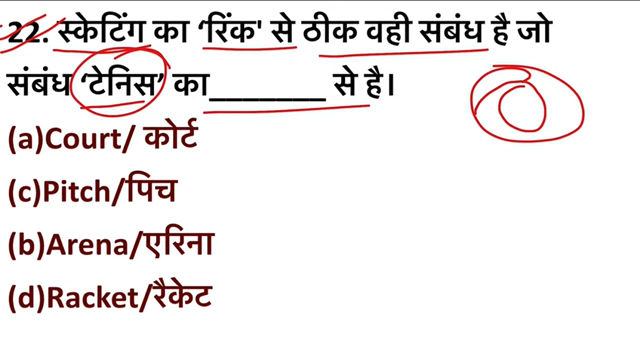 22. स्केटिंग का ‘रिंक' से ठीक वही संबंध है जो
संबंध ‘टेनिस’ का________ से है।
(a)Court/ कोर्ट
(c)Pitch/पिच
(b)Arena/एरिना
(d)Racket/रैकेट